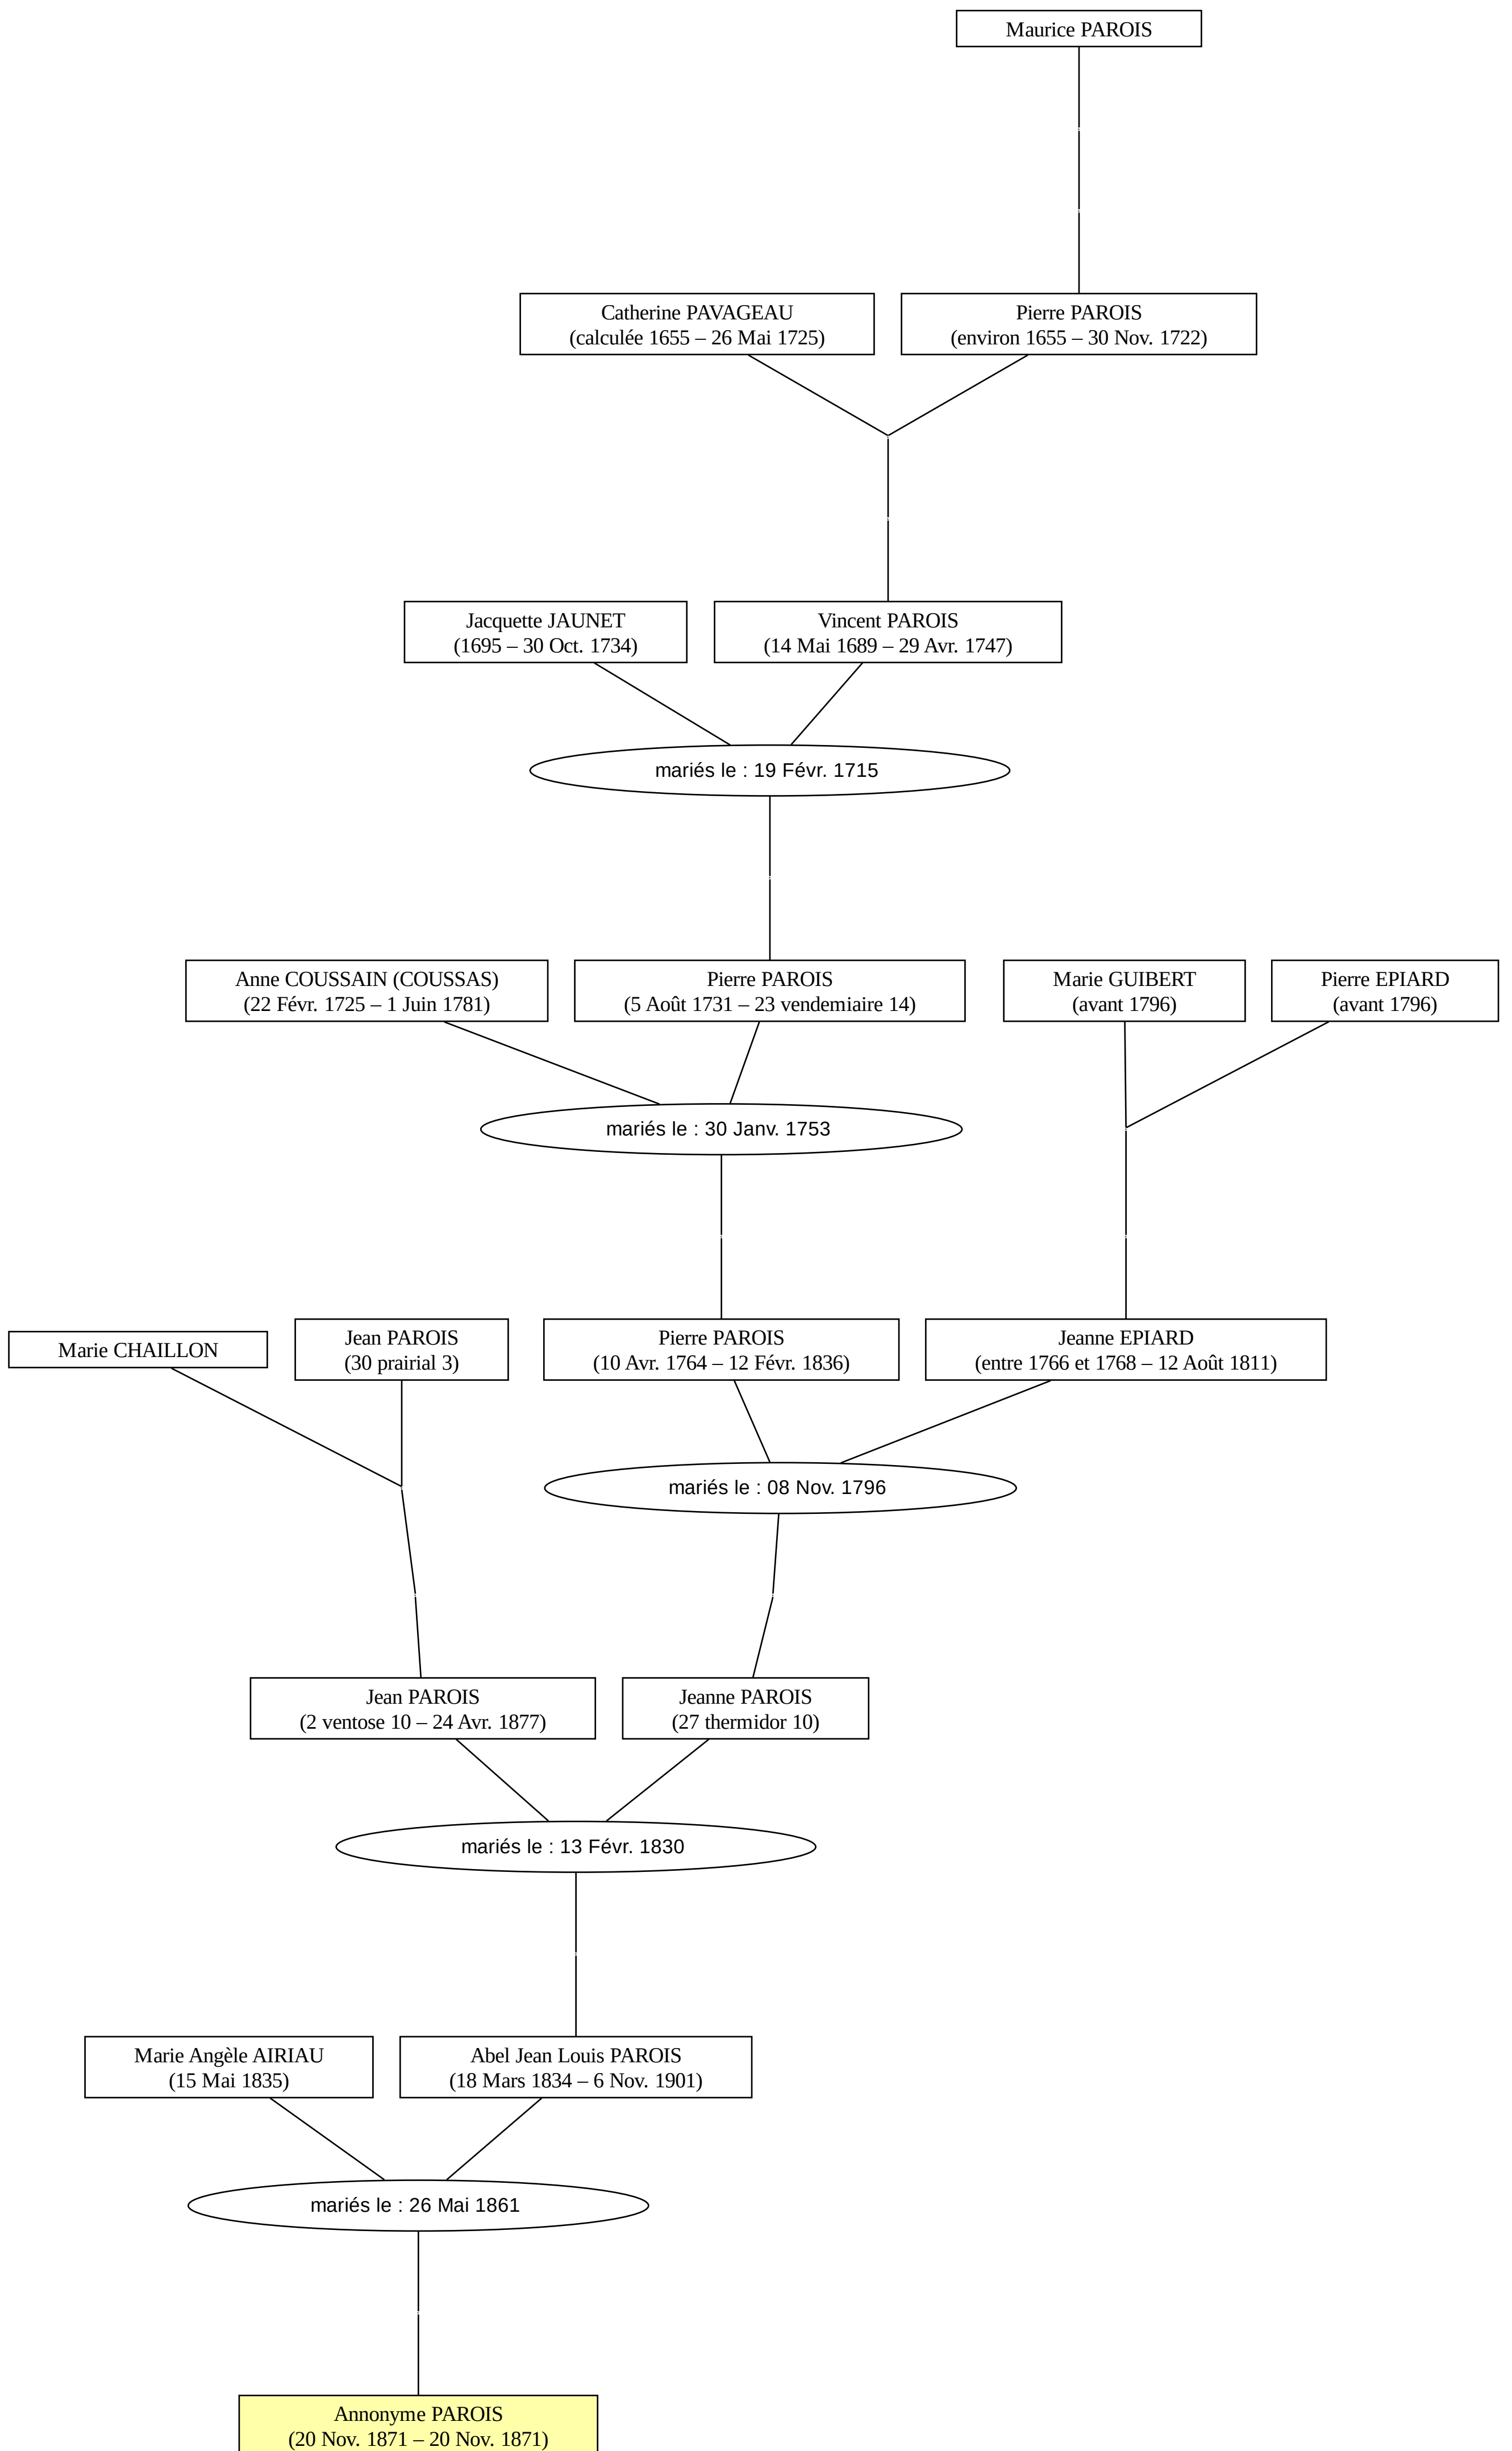 Maurice PAROIS
Catherine PAVAGEAU
(calculée 1655 – 26 Mai 1725)
Pierre PAROIS
(environ 1655 – 30 Nov. 1722)
Jacquette JAUNET
(1695 – 30 Oct. 1734)
Vincent PAROIS
(14 Mai 1689 – 29 Avr. 1747)
mariés le : 19 Févr. 1715
Anne COUSSAIN (COUSSAS)
(22 Févr. 1725 – 1 Juin 1781)
Pierre PAROIS
(5 Août 1731 – 23 vendemiaire 14)
Marie GUIBERT
(avant 1796)
Pierre EPIARD
(avant 1796)
mariés le : 30 Janv. 1753
Marie CHAILLON
Jean PAROIS
(30 prairial 3)
Pierre PAROIS
(10 Avr. 1764 – 12 Févr. 1836)
Jeanne EPIARD
(entre 1766 et 1768 – 12 Août 1811)
mariés le : 08 Nov. 1796
Jean PAROIS
(2 ventose 10 – 24 Avr. 1877)
Jeanne PAROIS
(27 thermidor 10)
mariés le : 13 Févr. 1830
Marie Angèle AIRIAU
(15 Mai 1835)
Abel Jean Louis PAROIS
(18 Mars 1834 – 6 Nov. 1901)
mariés le : 26 Mai 1861
Annonyme PAROIS
(20 Nov. 1871 – 20 Nov. 1871)